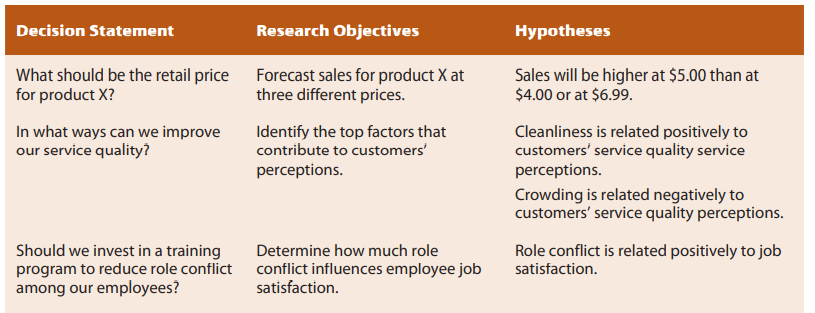 Decision Statement Research Objectives Hypotheses
What should be the retail price
for product X?
Forecast sales for product X at
three different prices.
Sales will be higher at $5.00 than at
$4.00 or at $6.99.
In what ways can we improve
our service quality?
Identify the top factors that
contribute to customers’
perceptions.
Cleanliness is related positively to
customers’ service quality service
perceptions.
Crowding is related negatively to
customers’ service quality perceptions.
Should we invest in a training
program to reduce role conflict
among our employees?
Determine how much role
conflict influences employee job
satisfaction.
Role conflict is related positively to job
satisfaction.